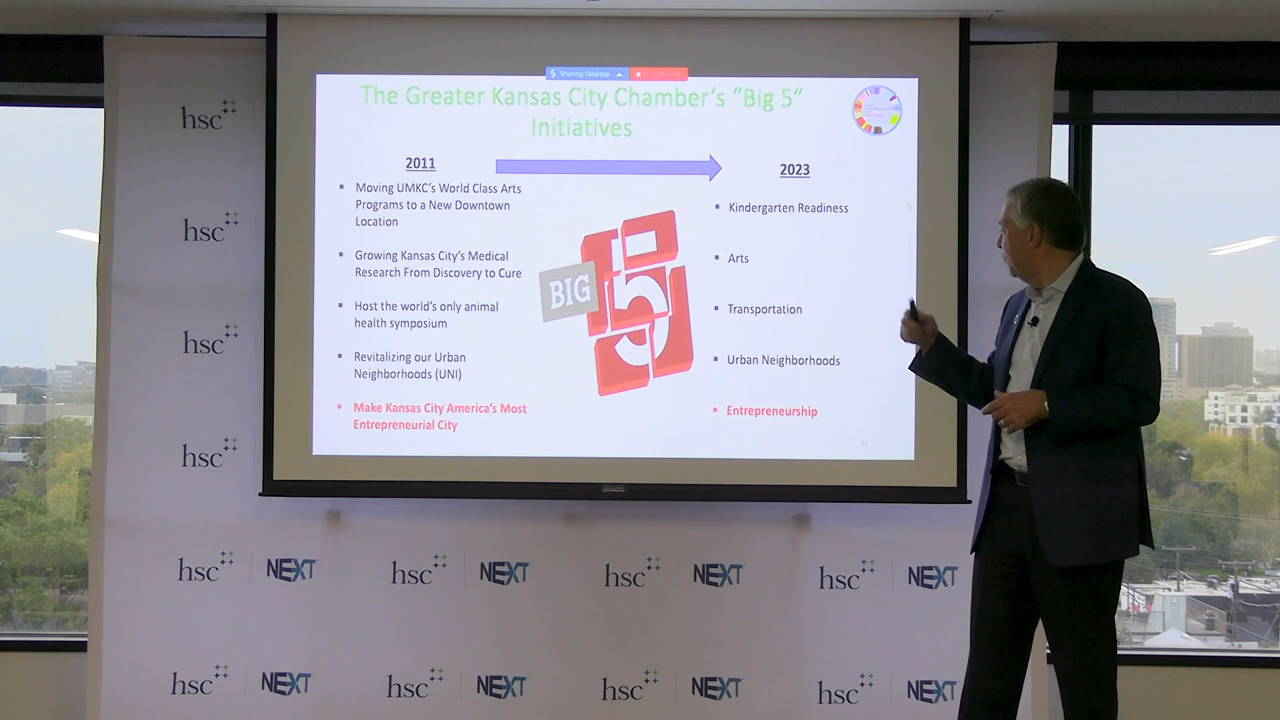 Sharing Desktop
The Greater Kansas City Chamber's "Big 5"
Initiatives
2011
Moving UMKC's World Class Arts
Programs to a New Downtown
Location
Growing Kansas City's Medical
Research From Discovery to Cure
Host the world's only animal
health symposium
Revitalizing our Urban
Neighborhoods (UNI)
Make Kansas City America's Most
Entrepreneurial City
BIG
5
2023
Kindergarten Readiness
Arts
Transportation
Urban Neighborhoods
Entrepreneurship
11
hsc
hsc
hsc
hsc
hsc NEXT hsc NEXT hsc NEXT hsc NEXT
hsc NEXT hsc NEXT hsc NEXT hsc NEXT